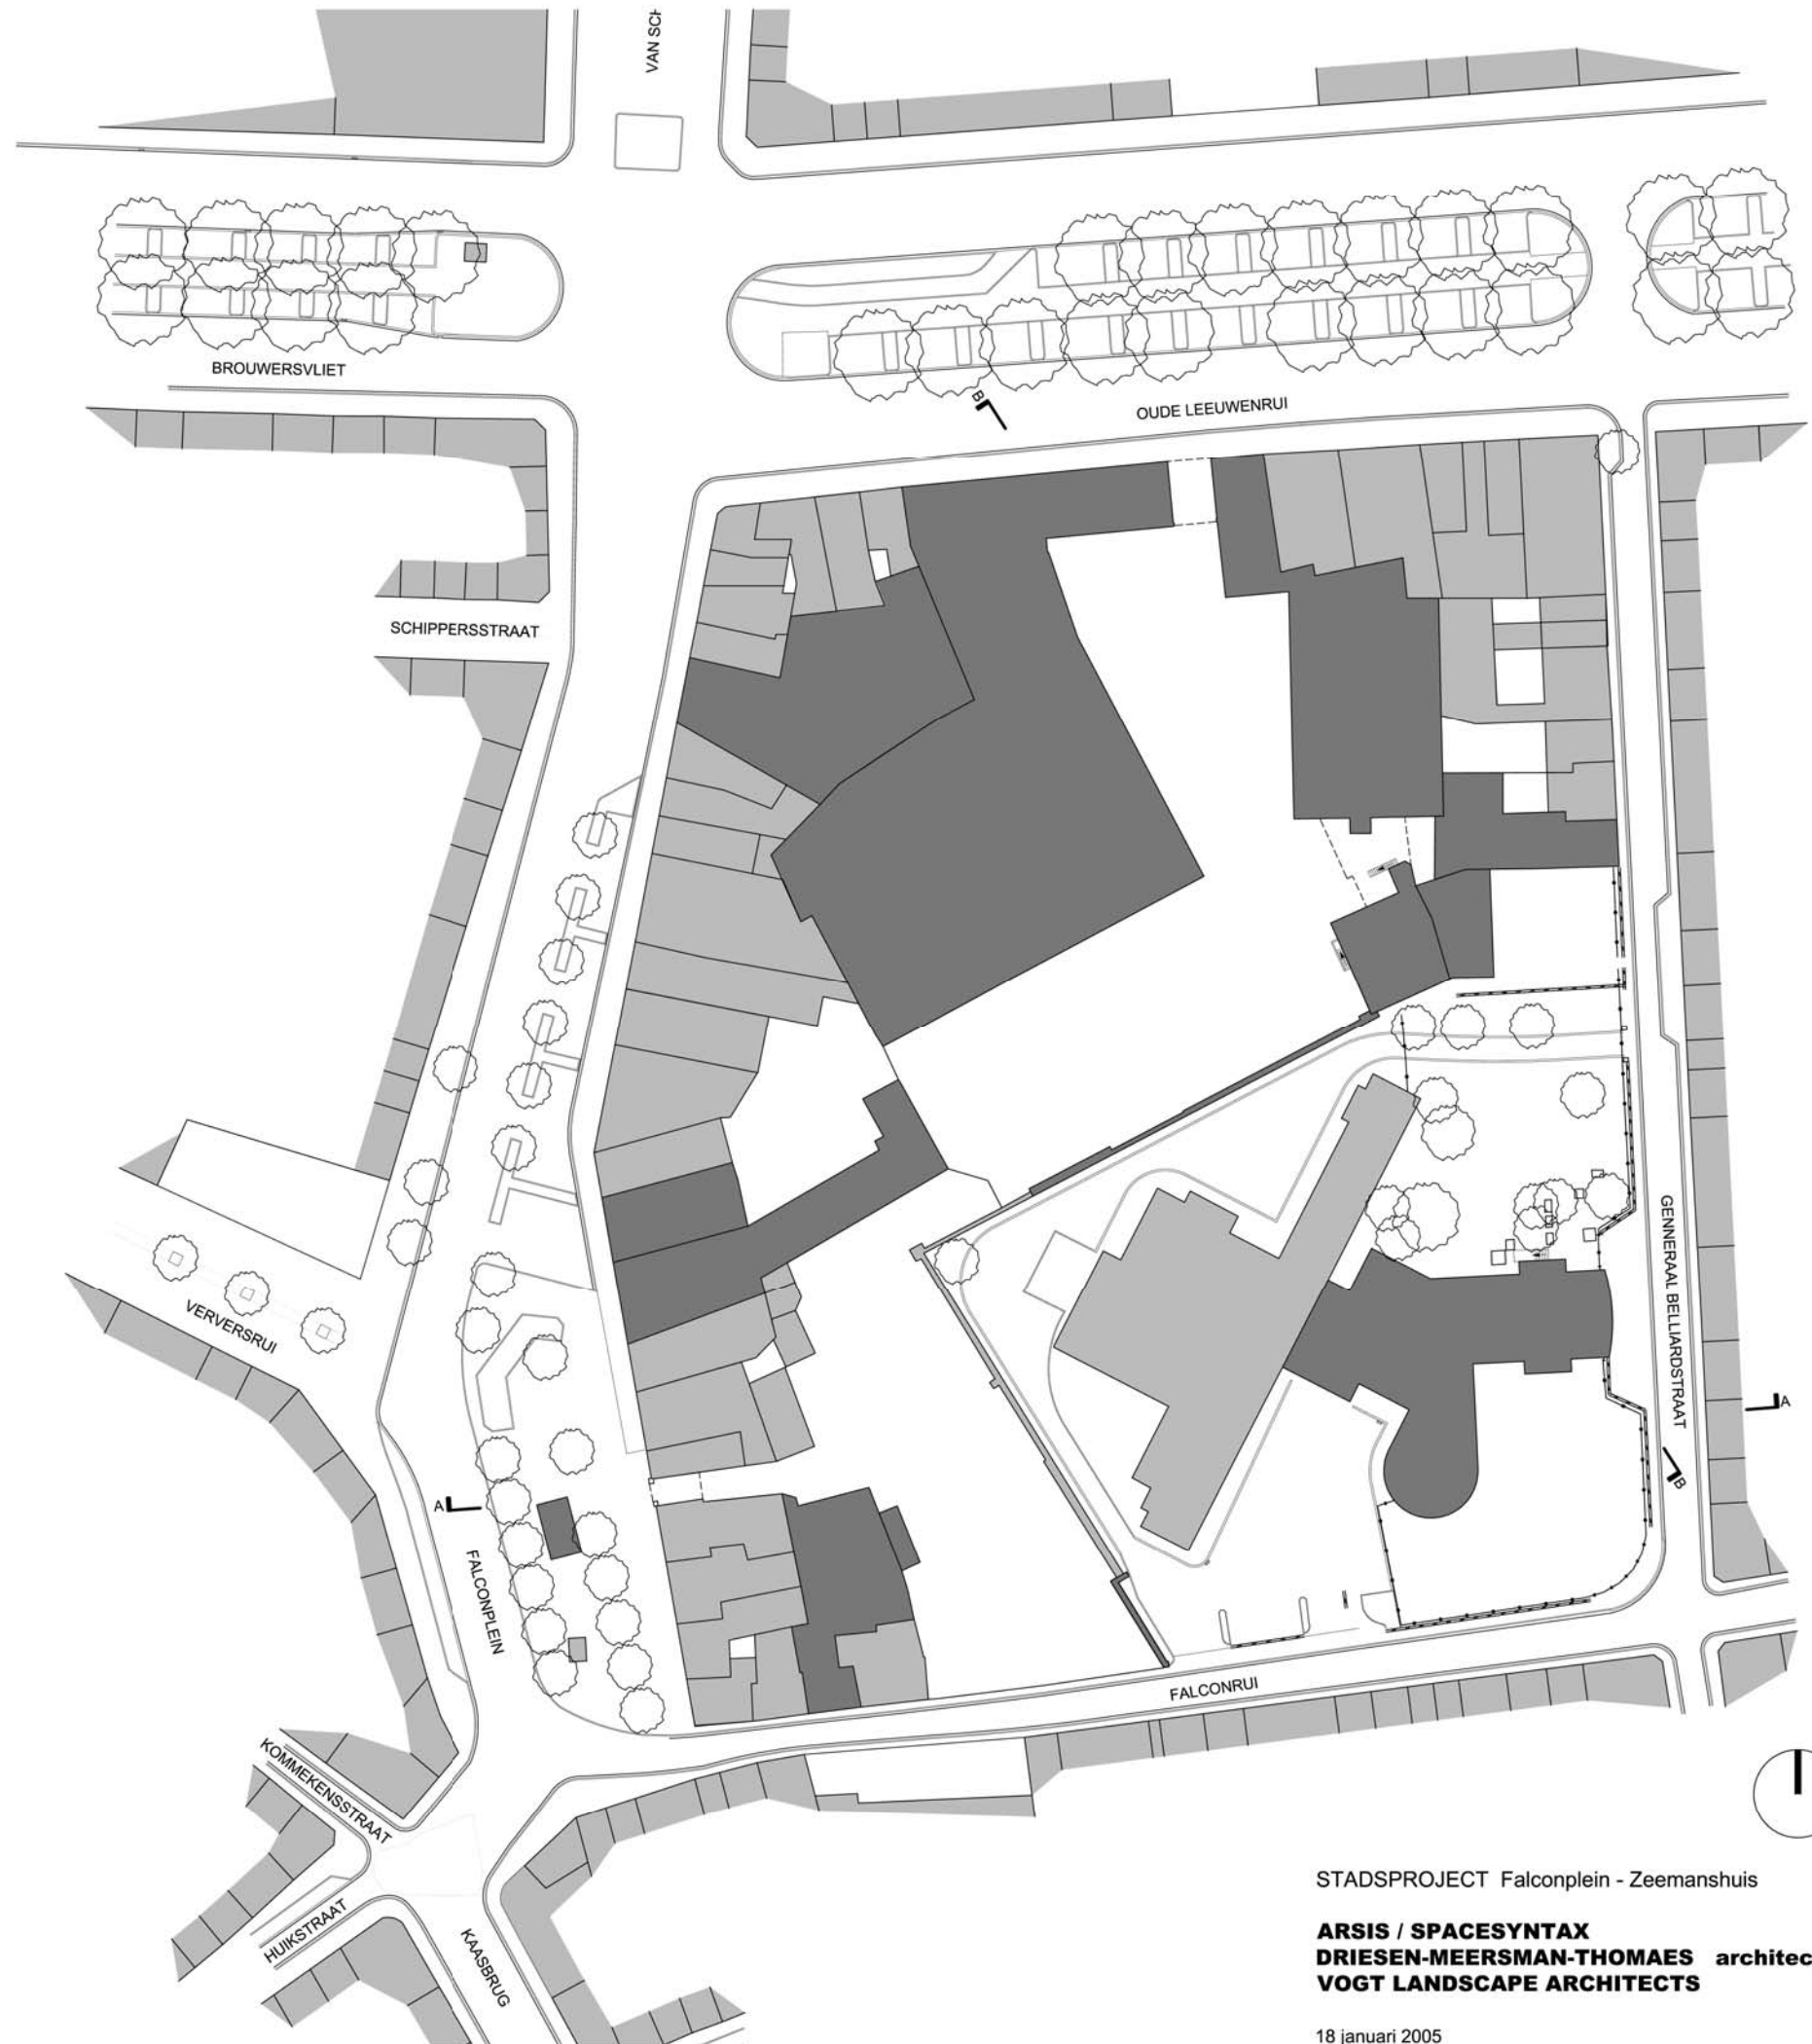 VAN SCH
BROUWERSVLIET
B
OUDE LEEUWENRUI
SCHIPPERSSTRAAT
VERVERSRUI
GENNERAAL BELLIARDSTRAAT
A
A
B
FALCONPLEIN
FALCONRUI
KOMMEKENSSTRAAT
HUIKSTRAAT
KAASBRUG
STADSPROJECT Falconplein - Zeemanshuis
ARSIS / SPACESYNTAX
DRIESEN-MEERSMAN-THOMAES architec
VOGT LANDSCAPE ARCHITECTS
18 januari 2005